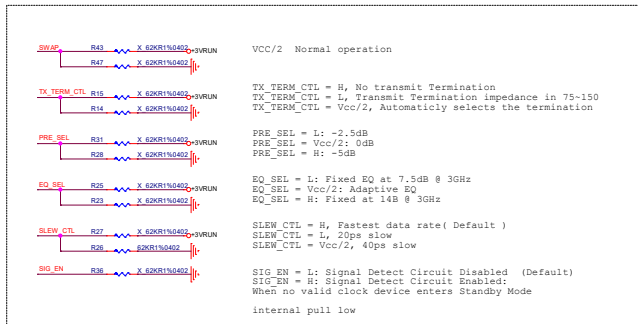 SWAP R43 X_62KR1%0402 +3VRUN VCC/2 Normal operation
R47 X_62KR1%0402
TX_TERM_CTL R15 X_62KR1%0402 +3VRUN TX_TERM_CTL = H, No transmit Termination
TX_TERM_CTL = L, Transmit Termination impedance in 75~150
R14 X_62KR1%0402 TX_TERM_CTL = Vcc/2, Automaticly selects the termination
PRE_SEL R31 X_62KR1%0402 +3VRUN PRE_SEL = L: -2.5dB
PRE_SEL = Vcc/2: 0dB
R28 X_62KR1%0402 PRE_SEL = H: -5dB
EQ_SEL R25 X_62KR1%0402 +3VRUN EQ_SEL = L: Fixed EQ at 7.5dB @ 3GHz
EQ_SEL = Vcc/2: Adaptive EQ
R23 X_62KR1%0402 EQ_SEL = H: Fixed at 14B @ 3GHz
SLEW_CTL R27 X_62KR1%0402 +3VRUN SLEW_CTL = H, Fastest data rate( Default )
SLEW_CTL = L, 20ps slow
R26 62KR1%0402 SLEW_CTL = Vcc/2, 40ps slow
SIG_EN R36 X_62KR1%0402 SIG_EN = L: Signal Detect Circuit Disabled (Default)
SIG_EN = H: Signal Detect Circuit Enabled:
When no valid clock device enters Standby Mode
internal pull low